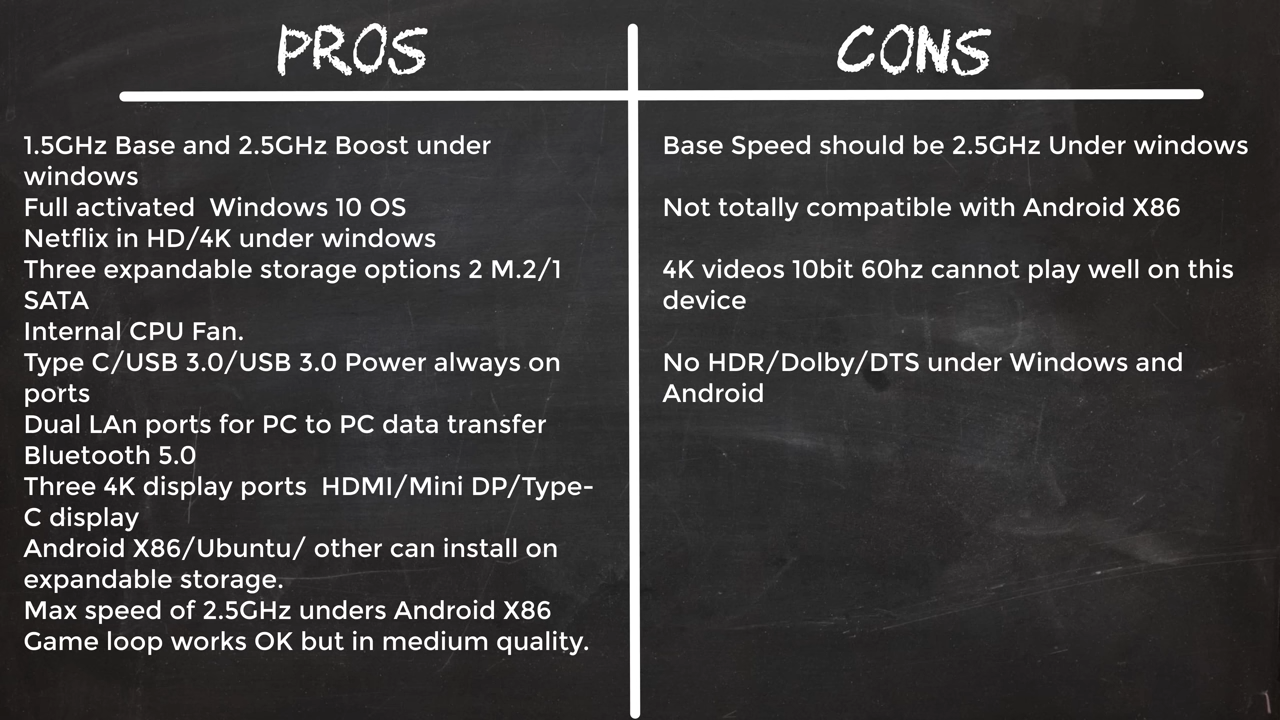 PROS
1.5GHz Base and 2.5GHz Boost under
windows
Full activated  Windows 10 OS
Netflix in HD/4K under windows
Three expandable storage options 2 M.2/1
SATA
Internal CPU Fan.
Type C/USB 3.0/USB 3.0 Power always on
ports
Dual LAn ports for PC to PC data transfer
Bluetooth 5.0
Three 4K display ports  HDMI/Mini DP/Type-
C display
Android X86/Ubuntu/ other can install on
expandable storage.
Max speed of 2.5GHz unders Android X86
Game loop works OK but in medium quality.
CONS
Base Speed should be 2.5GHz Under windows
Not totally compatible with Android X86
4K videos 10bit 60hz cannot play well on this
device
No HDR/Dolby/DTS under Windows and
Android